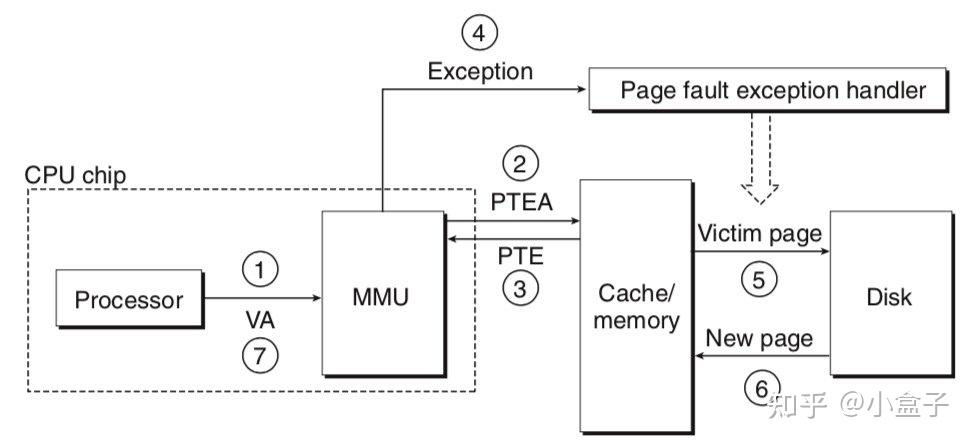 ④
Exception
Page fault exception handler
CPU chip
②
PTEA
①
Processor
VA
⑦
MMU
PTE
③
Cache/
memory
Victim page
⑤
Disk
New page
⑥
知乎 @小盒子